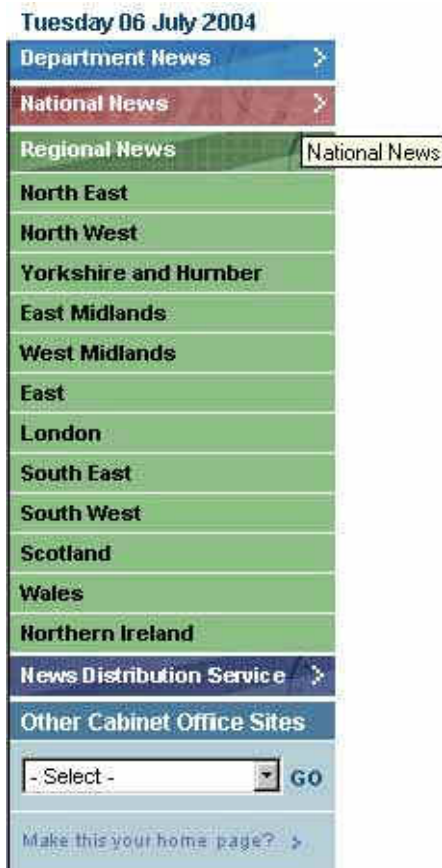 Tuesday 06 July 2004
Department News >
National News >
Regional News
National News
North East
North West
Yorkshire and Humber
East Midlands
West Midlands
East
London
South East
South West
Scotland
Wales
Northern Ireland
News Distribution Service >
Other Cabinet Office Sites
- Select - GO
Make this your home page? >